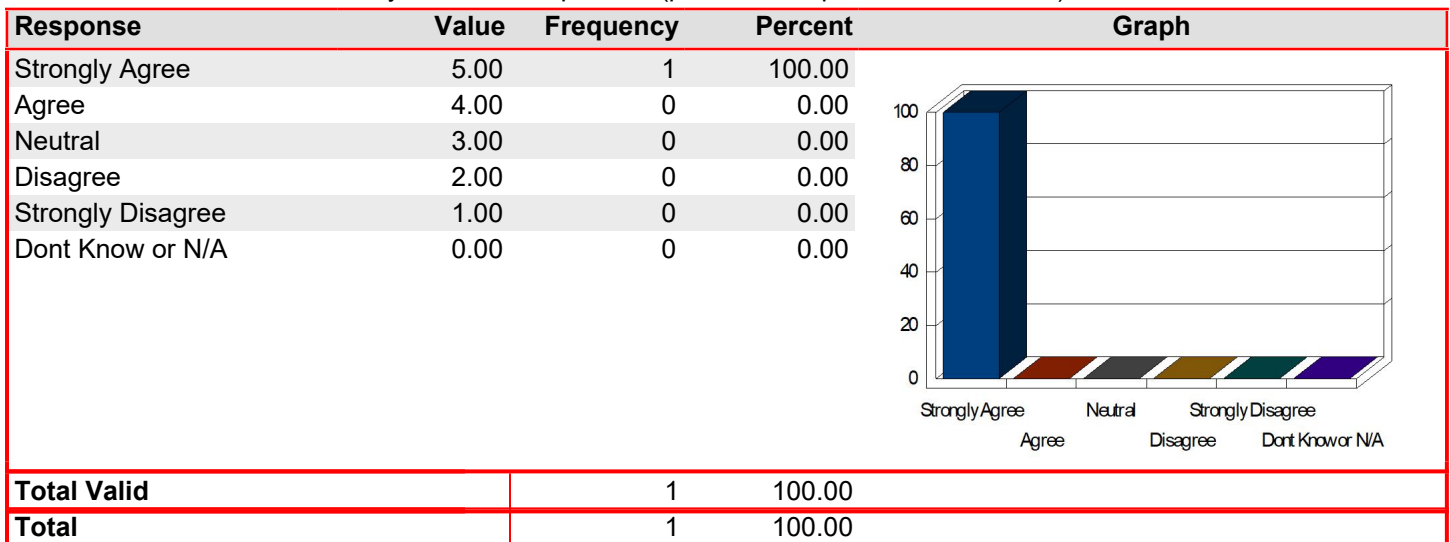 Response Value Frequency Percent Graph
Strongly Agree 5.00 1 100.00
Agree 4.00 0 0.00
Neutral 3.00 0 0.00
Disagree 2.00 0 0.00
Strongly Disagree 1.00 0 0.00
Dont Know or N/A 0.00 0 0.00
100
80
60
40
20
0
Strongly Agree Neutral Strongly Disagree
Agree Disagree Dont Know or N/A
Total Valid 1 100.00
Total 1 100.00